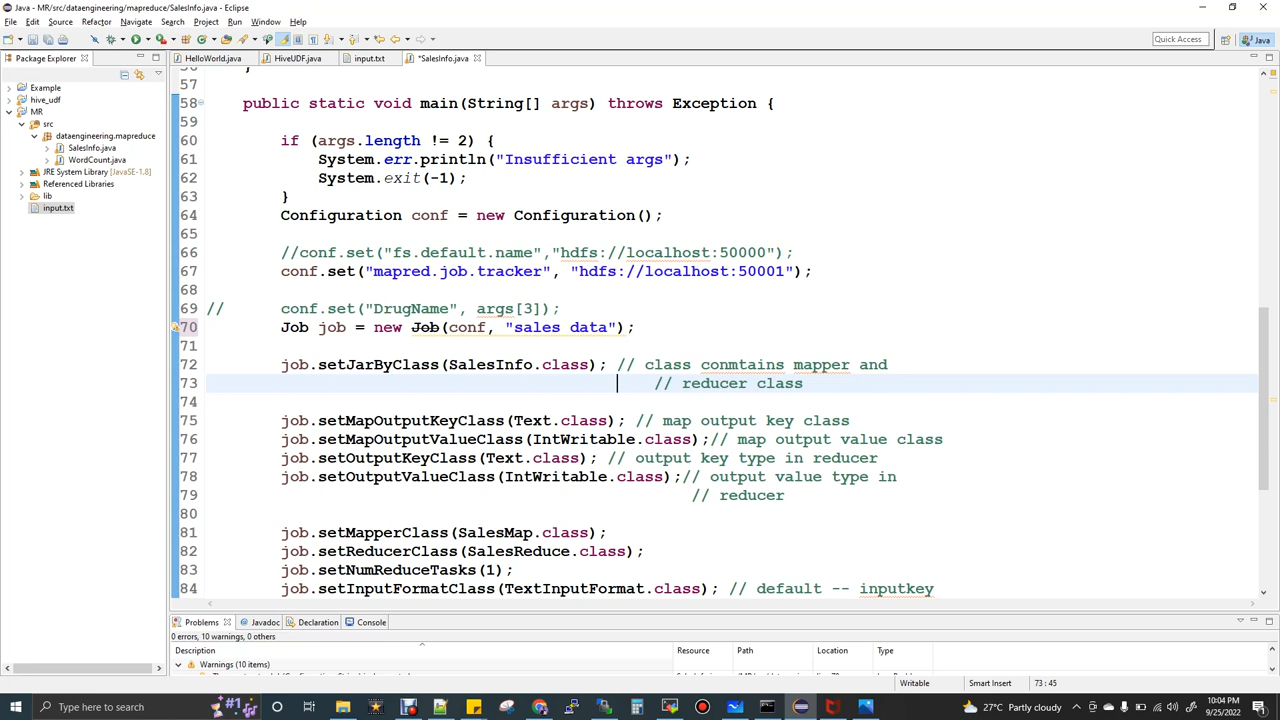 Java - MR/src/dataengineering/mapreduce/SalesInfo.java - Eclipse
File Edit Source Refactor Navigate Search Project Run Window Help
Quick Access
Java
Package Explorer
HelloWorld.java
HiveUDF.java
input.txt
*SalesInfo.java
Example
hive_udf
MR
src
dataengineering.mapreduce
SalesInfo.java
WordCount.java
JRE System Library [JavaSE-1.8]
Referenced Libraries
lib
input.txt
57
58 public static void main(String[] args) throws Exception {
59
60 if (args.length != 2) {
61 System.err.println("Insufficient args");
62 System.exit(-1);
63 }
64 Configuration conf = new Configuration();
65
66 //conf.set("fs.default.name","hdfs://localhost:50000");
67 conf.set("mapred.job.tracker", "hdfs://localhost:50001");
68
69 // conf.set("DrugName", args[3]);
70 Job job = new Job(conf, "sales data");
71
72 job.setJarByClass(SalesInfo.class); // class conmtains mapper and
73 // reducer class
74
75 job.setMapOutputKeyClass(Text.class); // map output key class
76 job.setMapOutputValueClass(IntWritable.class);// map output value class
77 job.setOutputKeyClass(Text.class); // output key type in reducer
78 job.setOutputValueClass(IntWritable.class);// output value type in
79 // reducer
80
81 job.setMapperClass(SalesMap.class);
82 job.setReducerClass(SalesReduce.class);
83 job.setNumReduceTasks(1);
84 job.setInputFormatClass(TextInputFormat.class); // default -- inputkey
Problems
Javadoc
Declaration
Console
0 errors, 10 warnings, 0 others
Description Resource Path Location Type
Warnings (10 items)
Writable
Smart Insert
73 : 45
Type here to search
27°C Partly cloudy
10:04 PM
9/25/2022